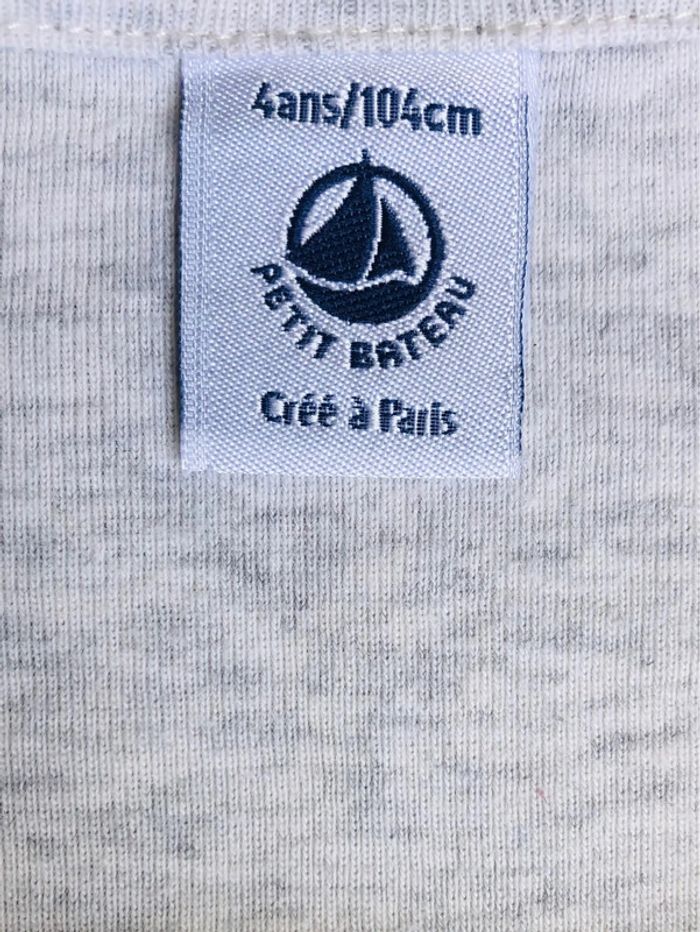 4ans/104cm
PETIT BATEAU
Créé à Paris